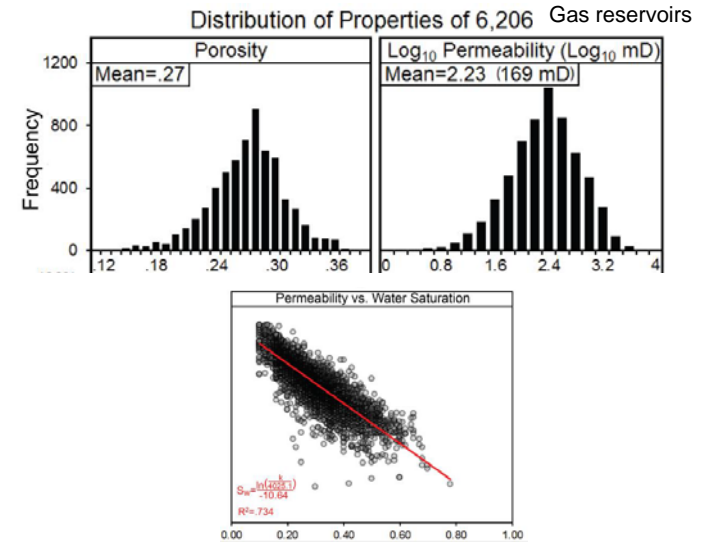 Distribution of Properties of 6,206 Gas reservoirs
Porosity
Mean=.27
Log10 Permeability (Log10 mD)
Mean=2.23 (169 mD)
Frequency
1200
800
400
0
.12 .18 .24 .30 .36
0 0.8 1.6 2.4 3.2 4
Permeability vs. Water Saturation
R²=.734
0.00 0.20 0.40 0.60 0.80 1.00